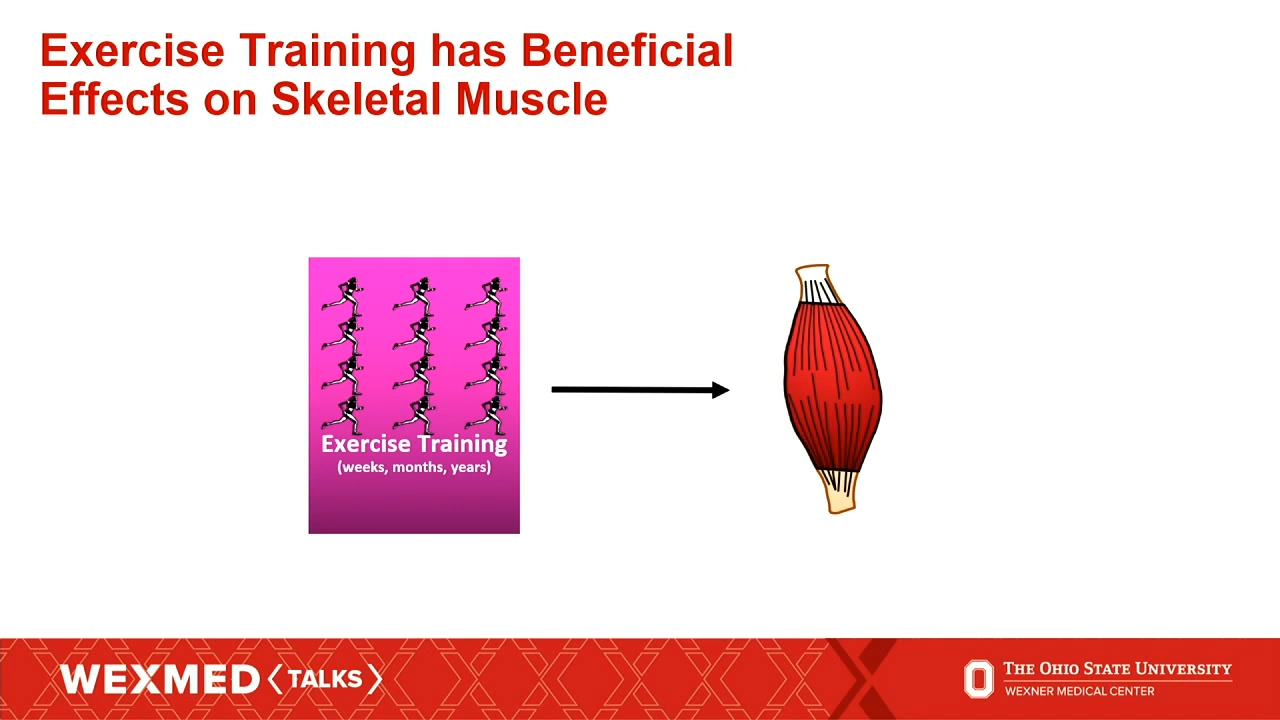 Exercise Training has Beneficial
Effects on Skeletal Muscle
Exercise Training
(weeks, months, years)
WEXMED TALKS
THE OHIO STATE UNIVERSITY
WEXNER MEDICAL CENTER